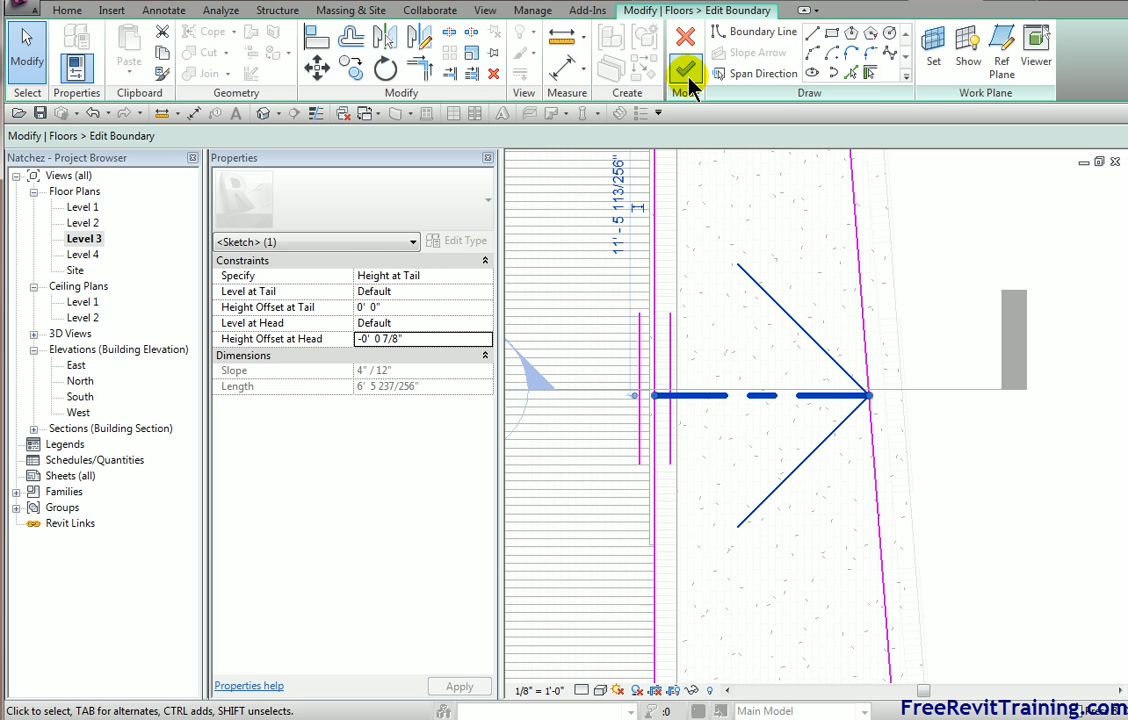 Home Insert Annotate Analyze Structure Massing & Site Collaborate View Manage Add-Ins Modify | Floors > Edit Boundary
Modify Paste Cope Cut Join Boundary Line Slope Arrow Span Direction Set Show Ref Plane Viewer
Select Properties Clipboard Geometry Modify View Measure Create Draw Work Plane
Modify | Floors > Edit Boundary
Natchez - Project Browser
Views (all)
Floor Plans
Level 1
Level 2
Level 3
Level 4
Site
Ceiling Plans
Level 1
Level 2
3D Views
Elevations (Building Elevation)
East
North
South
West
Sections (Building Section)
Legends
Schedules/Quantities
Sheets (all)
Families
Groups
Revit Links
Properties
<Sketch> (1) Edit Type
Constraints
Specify Height at Tail
Level at Tail Default
Height Offset at Tail 0' 0"
Level at Head Default
Height Offset at Head -0' 0 7/8"
Dimensions
Slope 4" / 12"
Length 6' 5 237/256"
Properties help Apply
11' - 5 113/256"
1/8" = 1'-0"
Click to select, TAB for alternates, CTRL adds, SHIFT unselects.
:0 Main Model
FreeRevitTraining.com